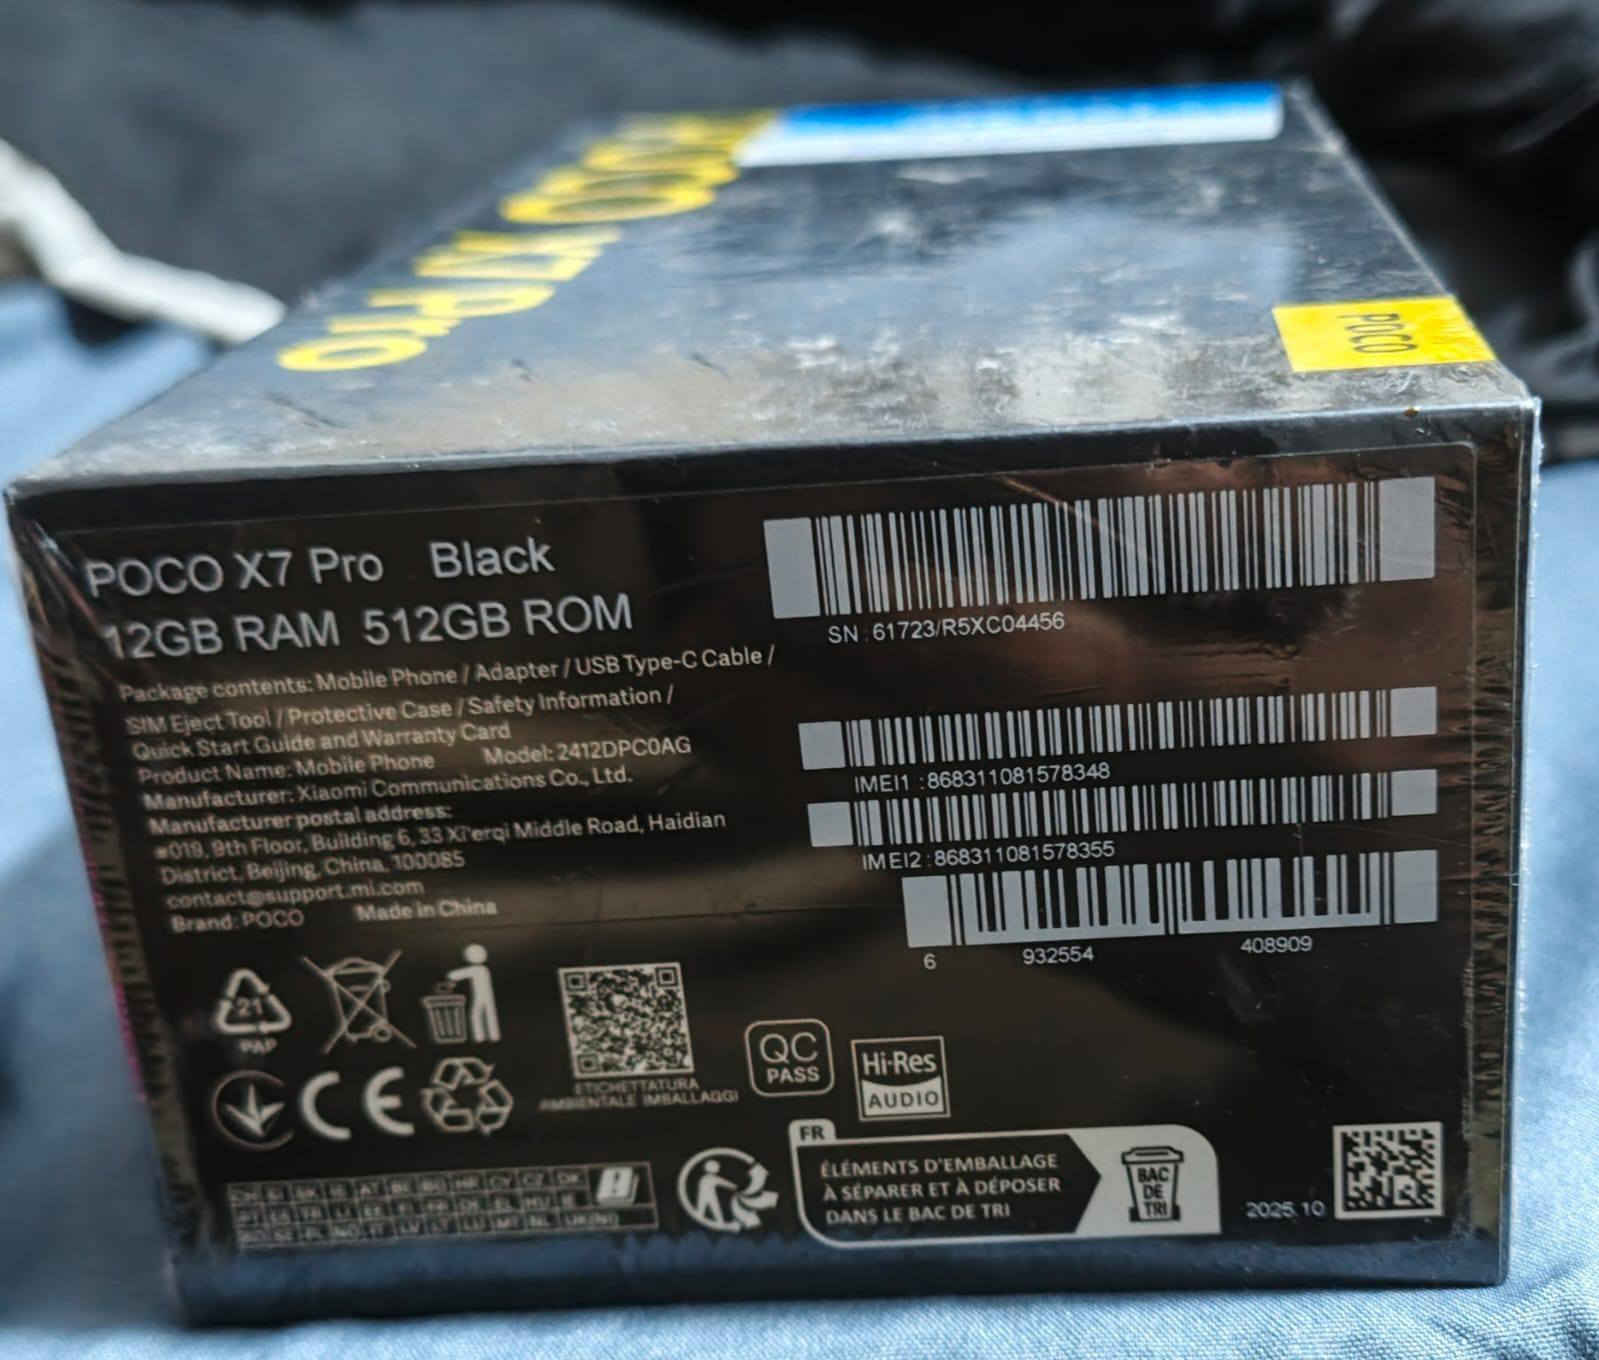 POCO X7 Pro
POCO
POCO X7 Pro Black
12GB RAM 512GB ROM
Package contents: Mobile Phone / Adapter / USB Type-C Cable /
SIM Eject Tool / Protective Case / Safety Information /
Quick Start Guide and Warranty Card
Product Name: Mobile Phone Model: 2412DPC0AG
Manufacturer: Xiaomi Communications Co., Ltd.
Manufacturer postal address:
#019, 9th Floor, Building 6, 33 Xi'erqi Middle Road, Haidian
District, Beijing, China, 100085
contact@support.mi.com
Brand: POCO Made in China
SN : 61723/R5XC04456
IMEI1 : 868311081578348
IMEI2 : 868311081578355
6 932554 408909
21
PAP
CE
ETICHETTATURA
AMBIENTALE IMBALLAGGI
QC
PASS
Hi-Res
AUDIO
FR
ÉLÉMENTS D'EMBALLAGE
À SÉPARER ET À DÉPOSER
DANS LE BAC DE TRI
BAC
DE
TRI
2025.10